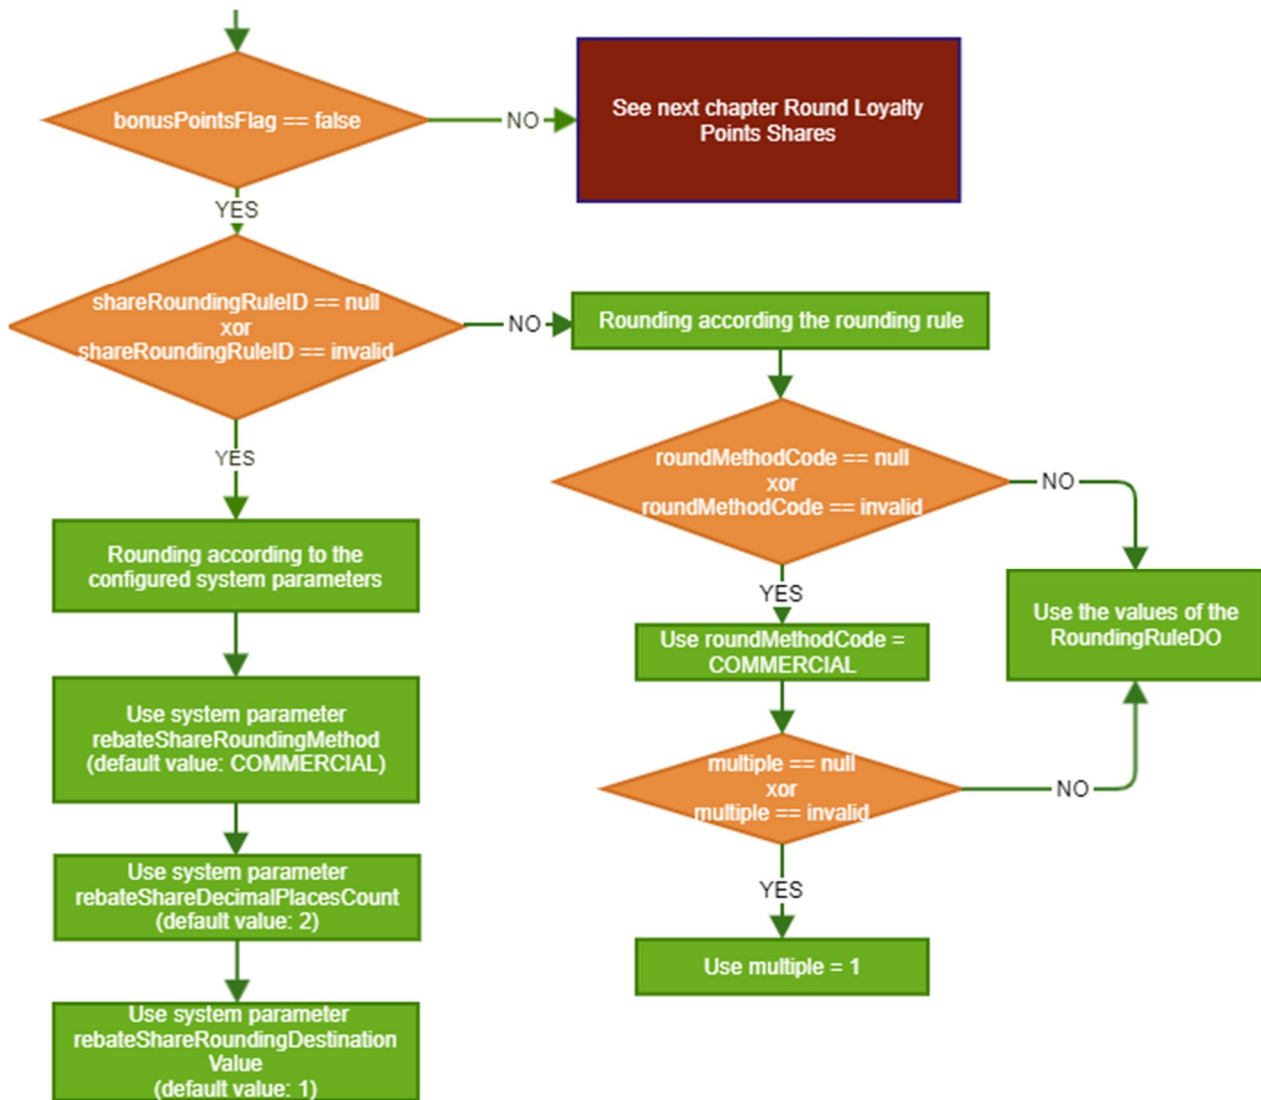 bonusPointsFlag == false
NO
See next chapter Round Loyalty
Points Shares
YES
shareRoundingRuleID == null
xor
shareRoundingRuleID == invalid
NO
Rounding according the rounding rule
YES
roundMethodCode == null
xor
roundMethodCode == invalid
NO
Rounding according to the
configured system parameters
YES
Use the values of the
RoundingRuleDO
Use roundMethodCode =
COMMERCIAL
Use system parameter
rebateShareRoundingMethod
(default value: COMMERCIAL)
multiple == null
xor
multiple == invalid
NO
Use system parameter
rebateShareDecimalPlacesCount
(default value: 2)
YES
Use multiple = 1
Use system parameter
rebateShareRoundingDestination
Value
(default value: 1)